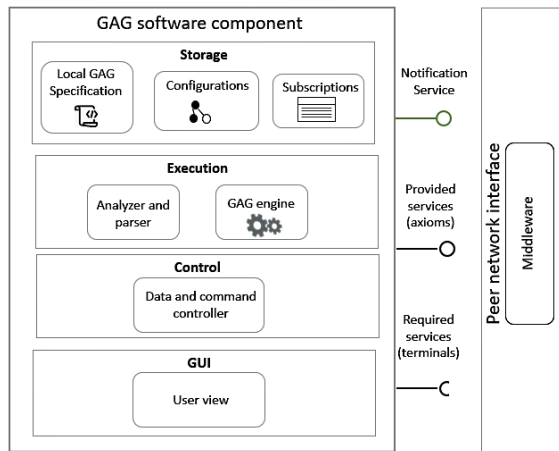 GAG software component
Storage
Local GAG
Specification
Configurations
Subscriptions
Execution
Analyzer and
parser
GAG engine
Control
Data and command
controller
GUI
User view
Notification
Service
Provided
services
(axioms)
Required
services
(terminals)
Peer network interface
Middleware